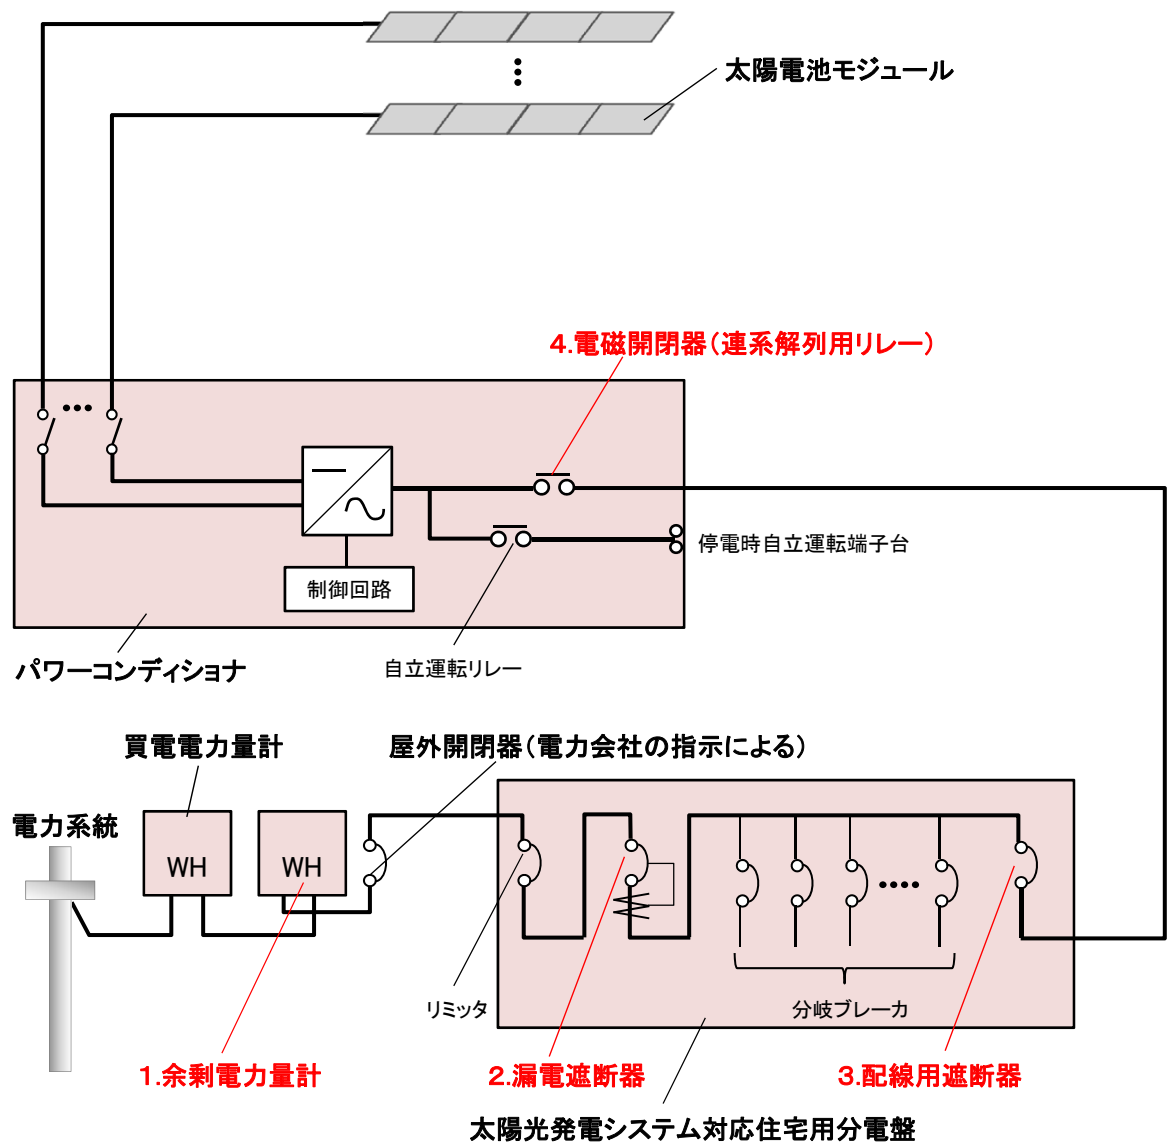 太陽電池モジュール
4.電磁開閉器(連系解列用リレー)
停電時自立運転端子台
制御回路
パワーコンディショナ
自立運転リレー
買電電力量計
屋外開閉器(電力会社の指示による)
電力系統
WH
WH
リミッタ
分岐ブレーカ
1.余剰電力量計
2.漏電遮断器
3.配線用遮断器
太陽光発電システム対応住宅用分電盤